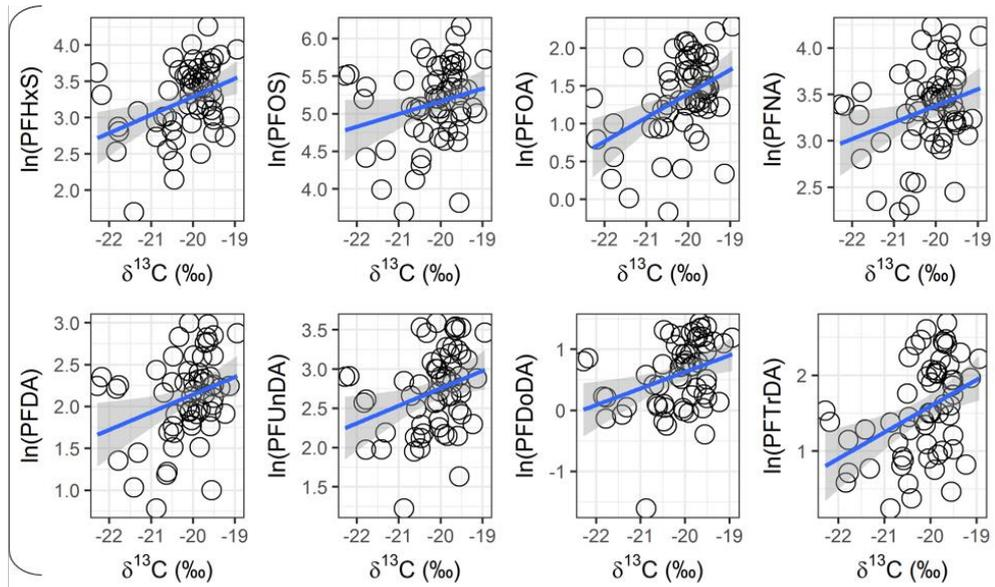 ln(PFHxS)
4.0
3.5
3.0
2.5
2.0
-22 -21 -20 -19
δ13C (‰)
ln(PFOS)
6.0
5.5
5.0
4.5
4.0
-22 -21 -20 -19
δ13C (‰)
ln(PFOA)
2.0
1.5
1.0
0.5
0.0
-22 -21 -20 -19
δ13C (‰)
ln(PFNA)
4.0
3.5
3.0
2.5
-22 -21 -20 -19
δ13C (‰)
ln(PFDA)
3.0
2.5
2.0
1.5
1.0
-22 -21 -20 -19
δ13C (‰)
ln(PFUnDA)
3.5
3.0
2.5
2.0
1.5
-22 -21 -20 -19
δ13C (‰)
ln(PFDoDA)
1
0
-1
-22 -21 -20 -19
δ13C (‰)
ln(PFTrDA)
2
1
-22 -21 -20 -19
δ13C (‰)